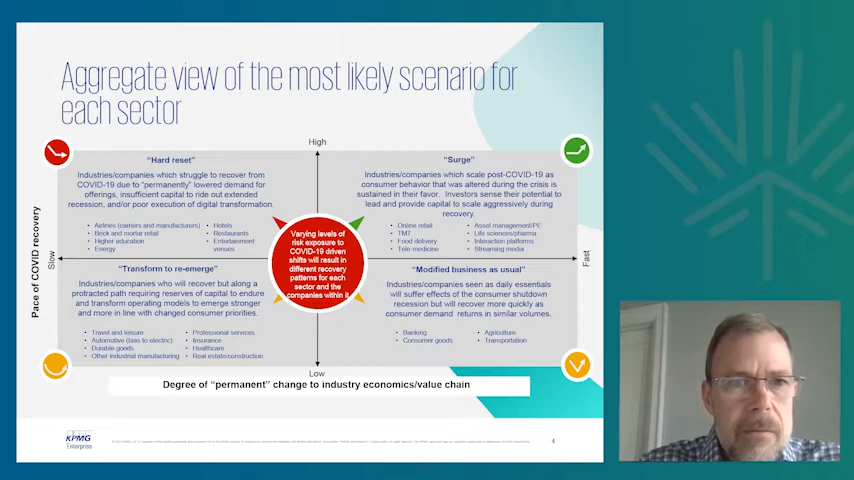 Aggregate view of the most likely scenario for
each sector
High
"Hard reset"
Industries/companies which struggle to recover from
COVID-19 due to "permanently" lowered demand for
offerings, insufficient capital to ride out extended
recession, and/or poor execution of digital transformation.
• Airlines (carriers and manufacturers)
• Brick and mortar retail
• Higher education
• Energy
• Hotels
• Restaurants
• Entertainment
venues
"Surge"
Industries/companies which scale post-COVID-19 as
consumer behavior that was altered during the crisis is
sustained in their favor. Investors sense their potential to
lead and provide capital to scale aggressively during
recovery.
• Online retail
• TMT
• Food delivery
• Tele-medicine
• Asset management/PE
• Life sciences/pharma
• Interaction platforms
• Streaming media
Pace of COVID recovery
Slow
Fast
Varying levels of
risk exposure to
COVID-19 driven
shifts will result in
different recovery
patterns for each
sector and the
companies within it
"Transform to re-emerge"
Industries/companies who will recover but along a
protracted path requiring reserves of capital to endure
and transform operating models to emerge stronger
and more in line with changed consumer priorities.
• Travel and leisure
• Automotive (bias to electric)
• Durable goods
• Other industrial manufacturing
• Professional services
• Insurance
• Healthcare
• Real estate/construction
"Modified business as usual"
Industries/companies seen as daily essentials
will suffer effects of the consumer shutdown
recession but will recover more quickly as
consumer demand returns in similar volumes.
• Banking
• Consumer goods
• Agriculture
• Transportation
Low
Degree of "permanent" change to industry economics/value chain
KPMG
Enterprise
4